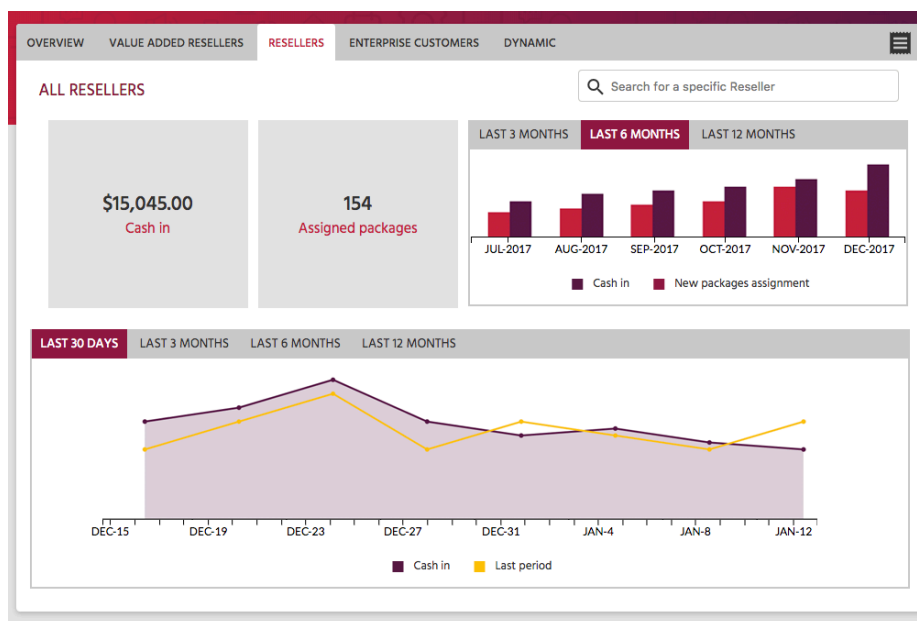 OVERVIEW VALUE ADDED RESELLERS RESELLERS ENTERPRISE CUSTOMERS DYNAMIC
ALL RESELLERS
Search for a specific Reseller
$15,045.00
Cash in
154
Assigned packages
LAST 3 MONTHS LAST 6 MONTHS LAST 12 MONTHS
JUL-2017 AUG-2017 SEP-2017 OCT-2017 NOV-2017 DEC-2017
Cash in New packages assignment
LAST 30 DAYS LAST 3 MONTHS LAST 6 MONTHS LAST 12 MONTHS
DEC-15 DEC-19 DEC-23 DEC-27 DEC-31 JAN-4 JAN-8 JAN-12
Cash in Last period